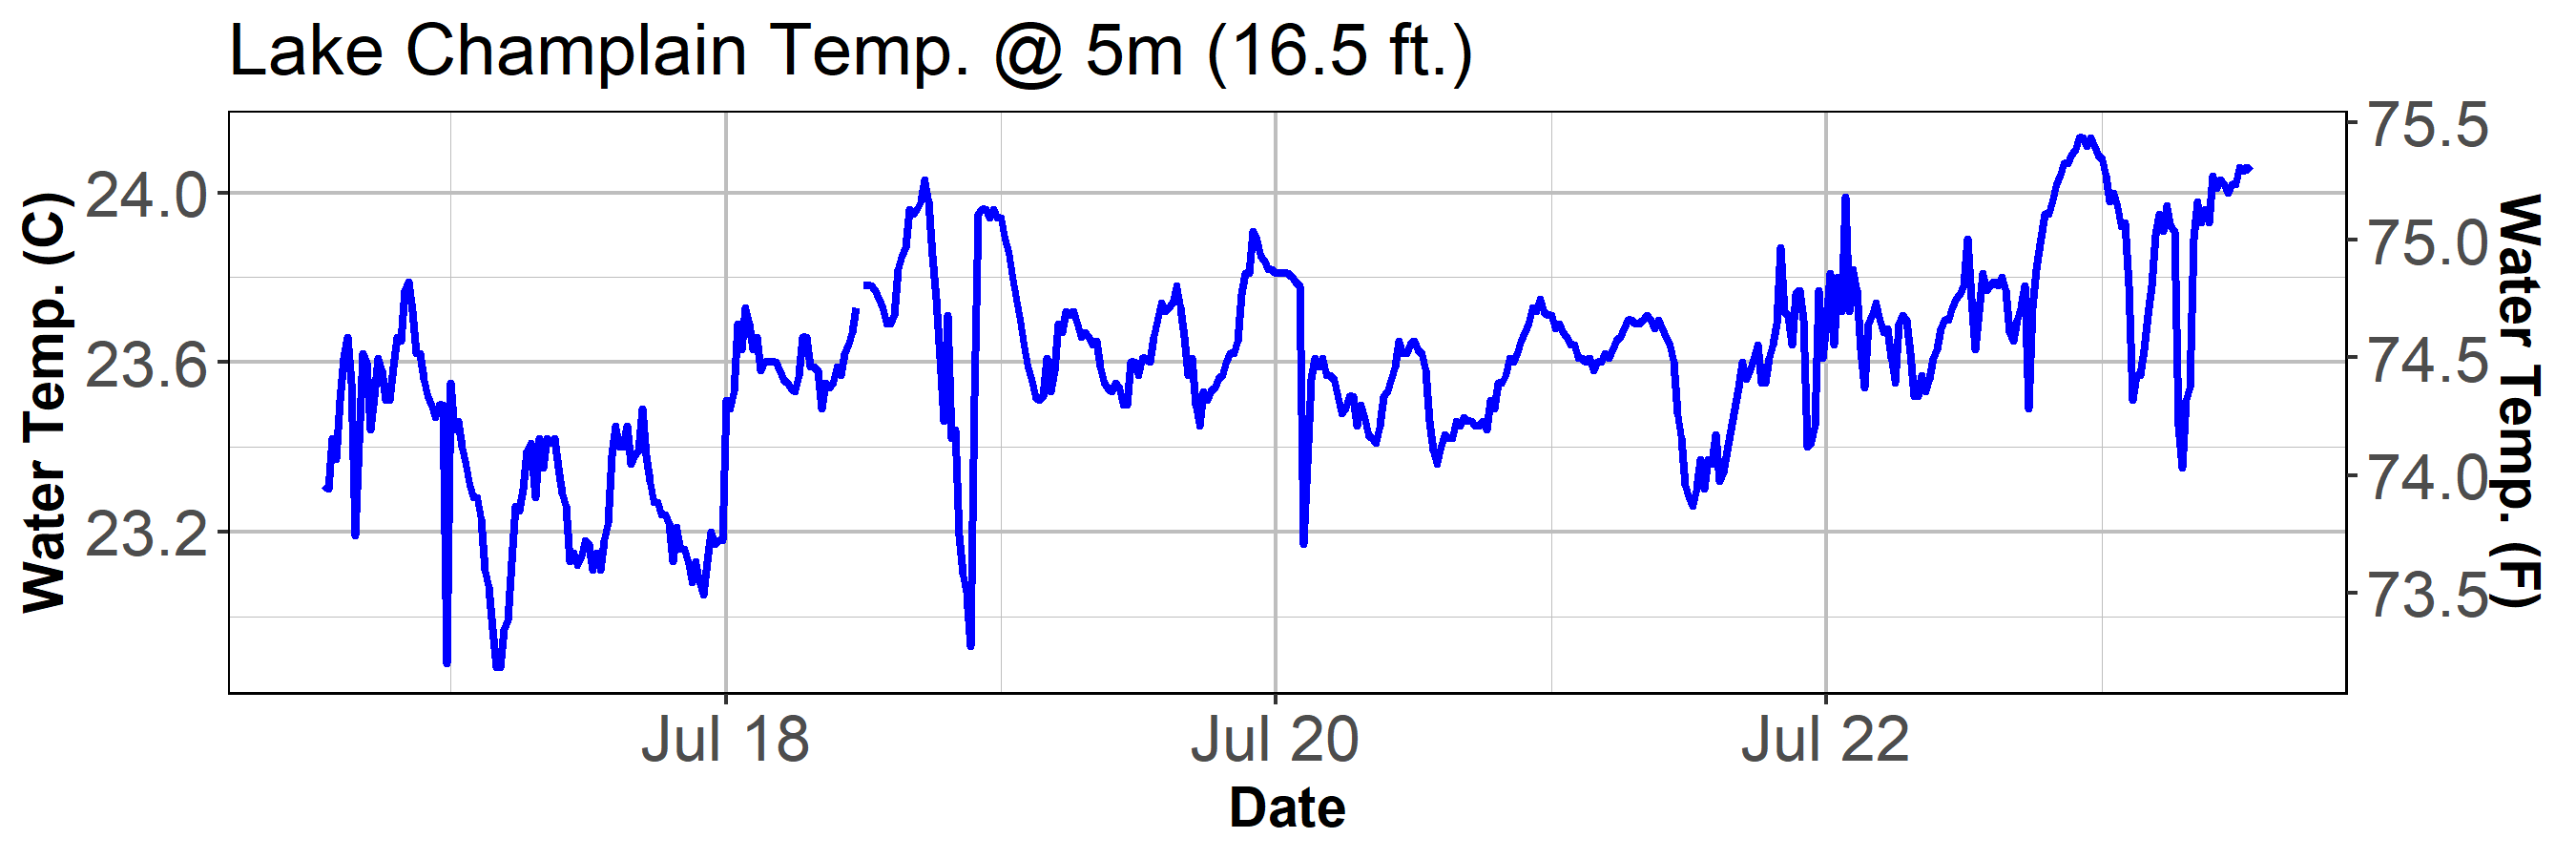 Lake Champlain Temp. @ 5m (16.5 ft.)
Water Temp. (C)
24.0
23.6
23.2
75.5
75.0
74.5
74.0
73.5
Water Temp. (F)
Jul 18 Jul 20 Jul 22
Date